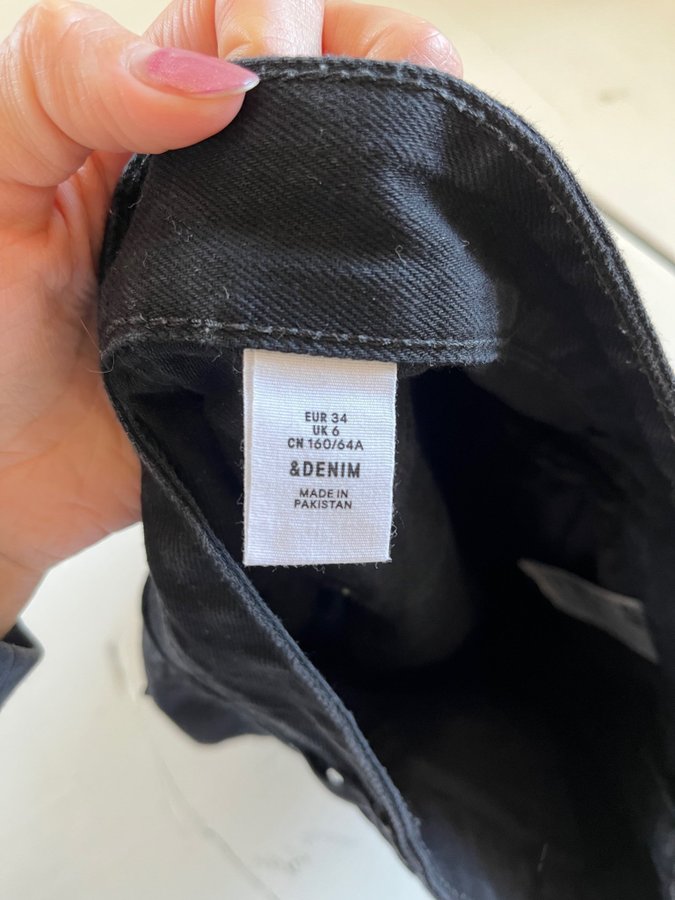 EUR 34
UK 6
CN 160/64A
&DENIM
MADE IN
PAKISTAN